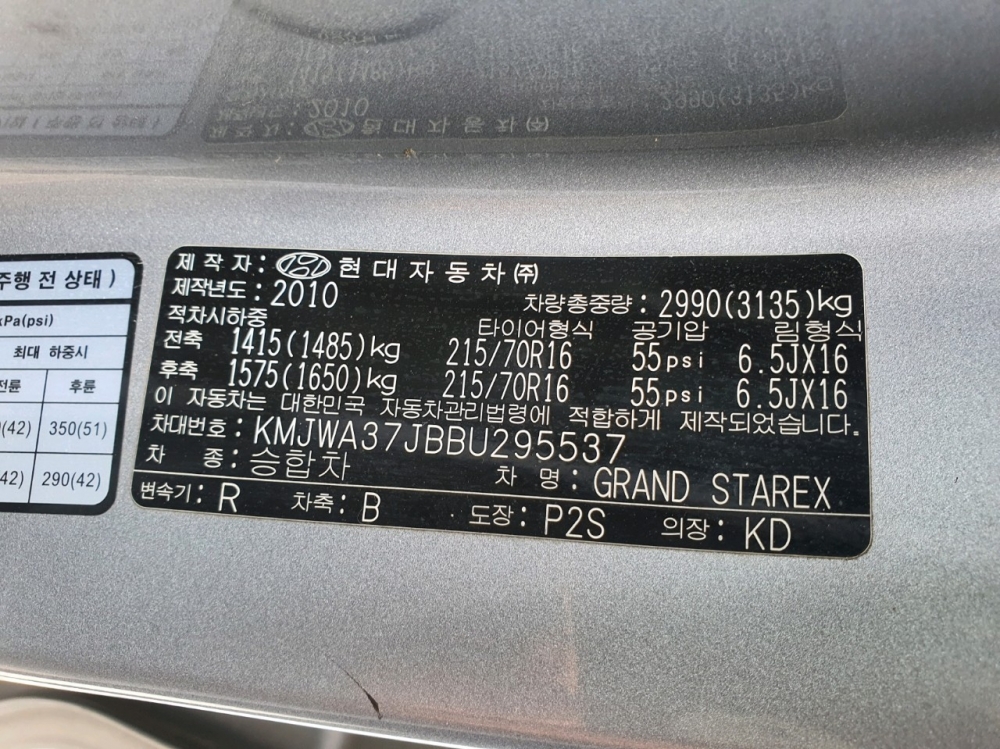 제 작 자 : 현대자동차㈜
제작년도 : 2010 차량총중량 : 2990(3135)kg
적차시하중 타이어형식 공기압 림형식
전축 1415(1485)kg 215/70R16 55psi 6.5JX16
후축 1575(1650)kg 215/70R16 55psi 6.5JX16
이 자동차는 대한민국 자동차관리법령에 적합하게 제작되었습니다.
차대번호 : KMJWA37JBBU295537
차 종 : 승합차 차 명 : GRAND STAREX
변속기 : R 차축 : B 도장 : P2S 의장 : KD
주행 전 상태 )
kPa(psi)
최대 하중시
전륜 후륜
(42) 350(51)
(42) 290(42)